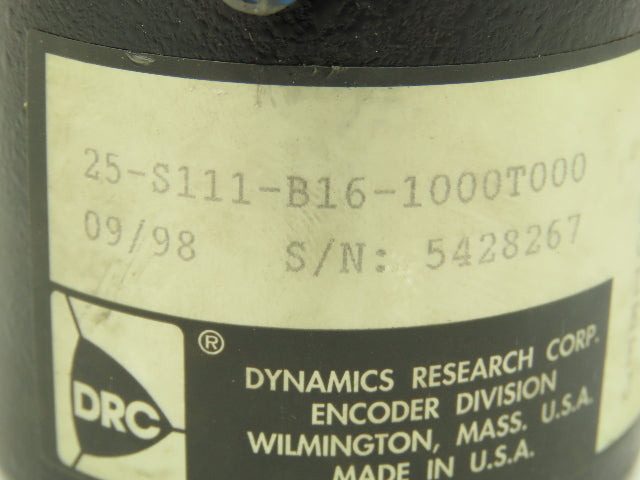 25-S111-B16-1000T000
09/98 S/N: 5428267
DRC ®
DYNAMICS RESEARCH CORP.
ENCODER DIVISION
WILMINGTON, MASS. U.S.A.
MADE IN U.S.A.